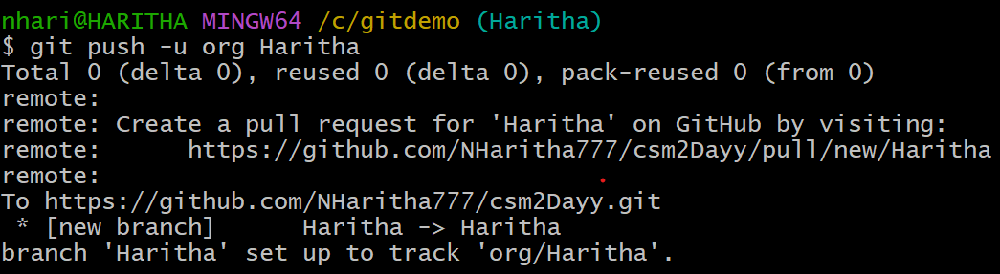 nhari@HARITHA MINGW64 /c/gitdemo (Haritha)
$ git push -u org Haritha
Total 0 (delta 0), reused 0 (delta 0), pack-reused 0 (from 0)
remote:
remote: Create a pull request for 'Haritha' on GitHub by visiting:
remote:      https://github.com/NHaritha777/csm2Dayy/pull/new/Haritha
remote:
To https://github.com/NHaritha777/csm2Dayy.git
 * [new branch]      Haritha -> Haritha
branch 'Haritha' set up to track 'org/Haritha'.